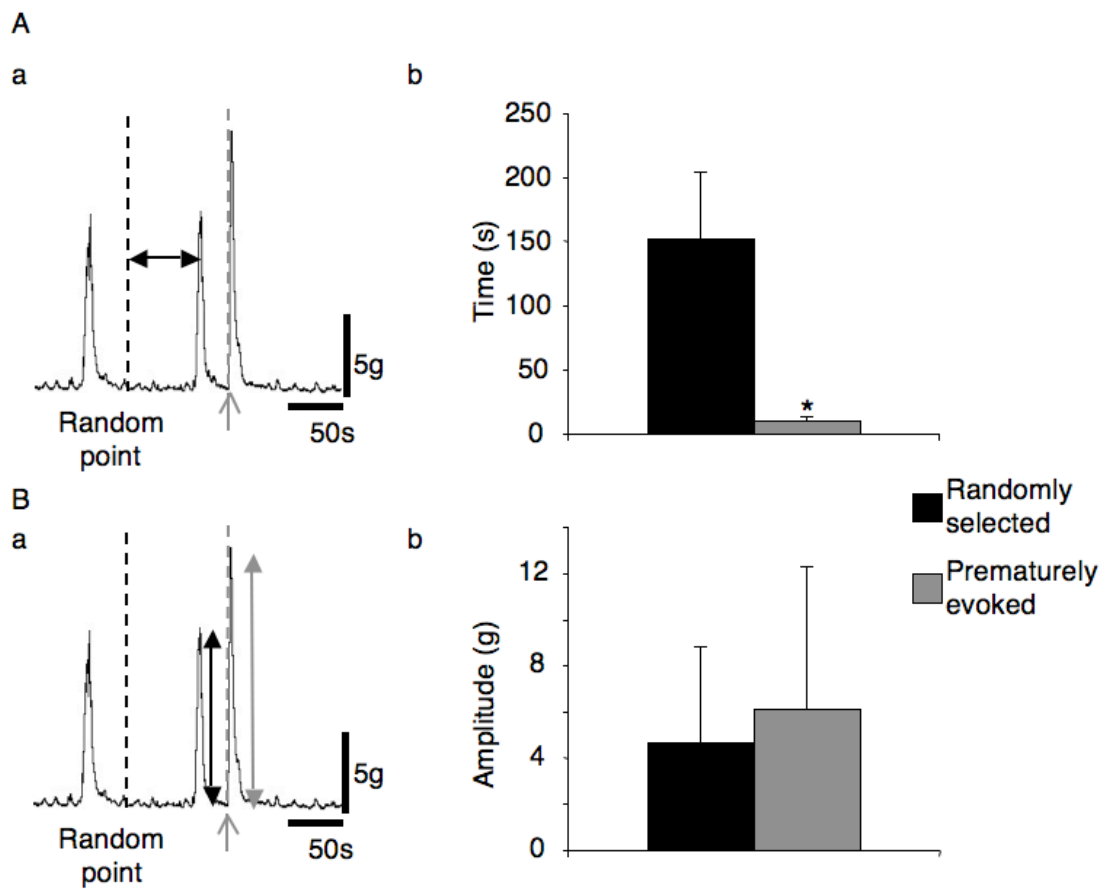 A
a
b
250
200
150
100
50
0
Time (s)
*
5g
50s
Random
point
B
a
b
Randomly
selected
Prematurely
evoked
12
8
4
0
Amplitude (g)
5g
50s
Random
point